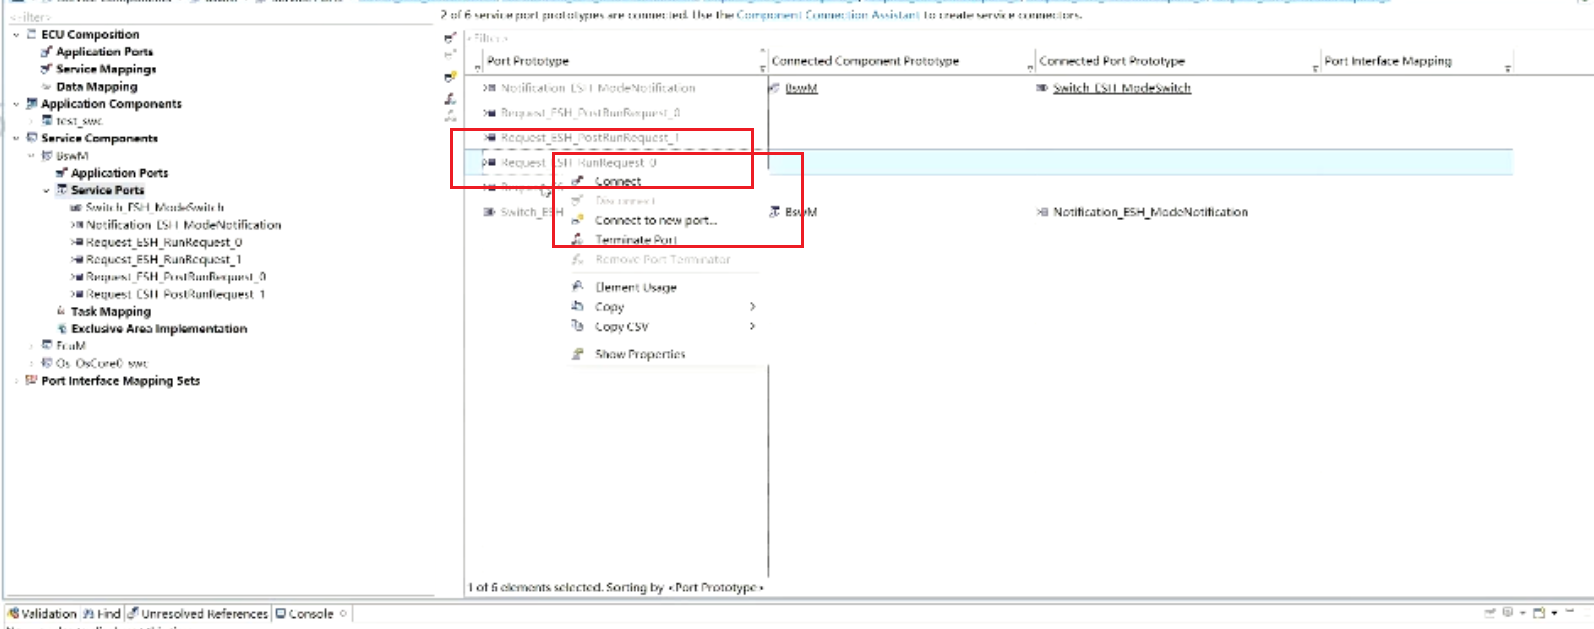 2 of 6 service port prototypes are connected. Use the Component Connection Assistant to create service connectors.
ECU Composition
Application Ports
Service Mappings
Data Mapping
Application Components
test_swc
Service Components
BswM
Application Ports
Service Ports
Switch_ESH_ModeSwitch
Notification_ESH_ModeNotification
Request_ESH_RunRequest_0
Request_ESH_RunRequest_1
Request_ESH_PostRunRequest_0
Request_ESH_PostRunRequest_1
Task Mapping
Exclusive Area Implementation
EcuM
Os_OsCore0_swc
Port Interface Mapping Sets
<Filter>
Port Prototype Connected Component Prototype Connected Port Prototype Port Interface Mapping
Notification_ESH_ModeNotification BswM Switch_ESH_ModeSwitch
Request_ESH_PostRunRequest_0
Request_ESH_PostRunRequest_1
Request_ESH_RunRequest_0
Switch_ESH BswM Notification_ESH_ModeNotification
Connect
Disconnect
Connect to new port...
Terminate Port
Remove Port Terminator
Element Usage
Copy
Copy CSV
Show Properties
1 of 6 elements selected. Sorting by <Port Prototype>
Validation Find Unresolved References Console